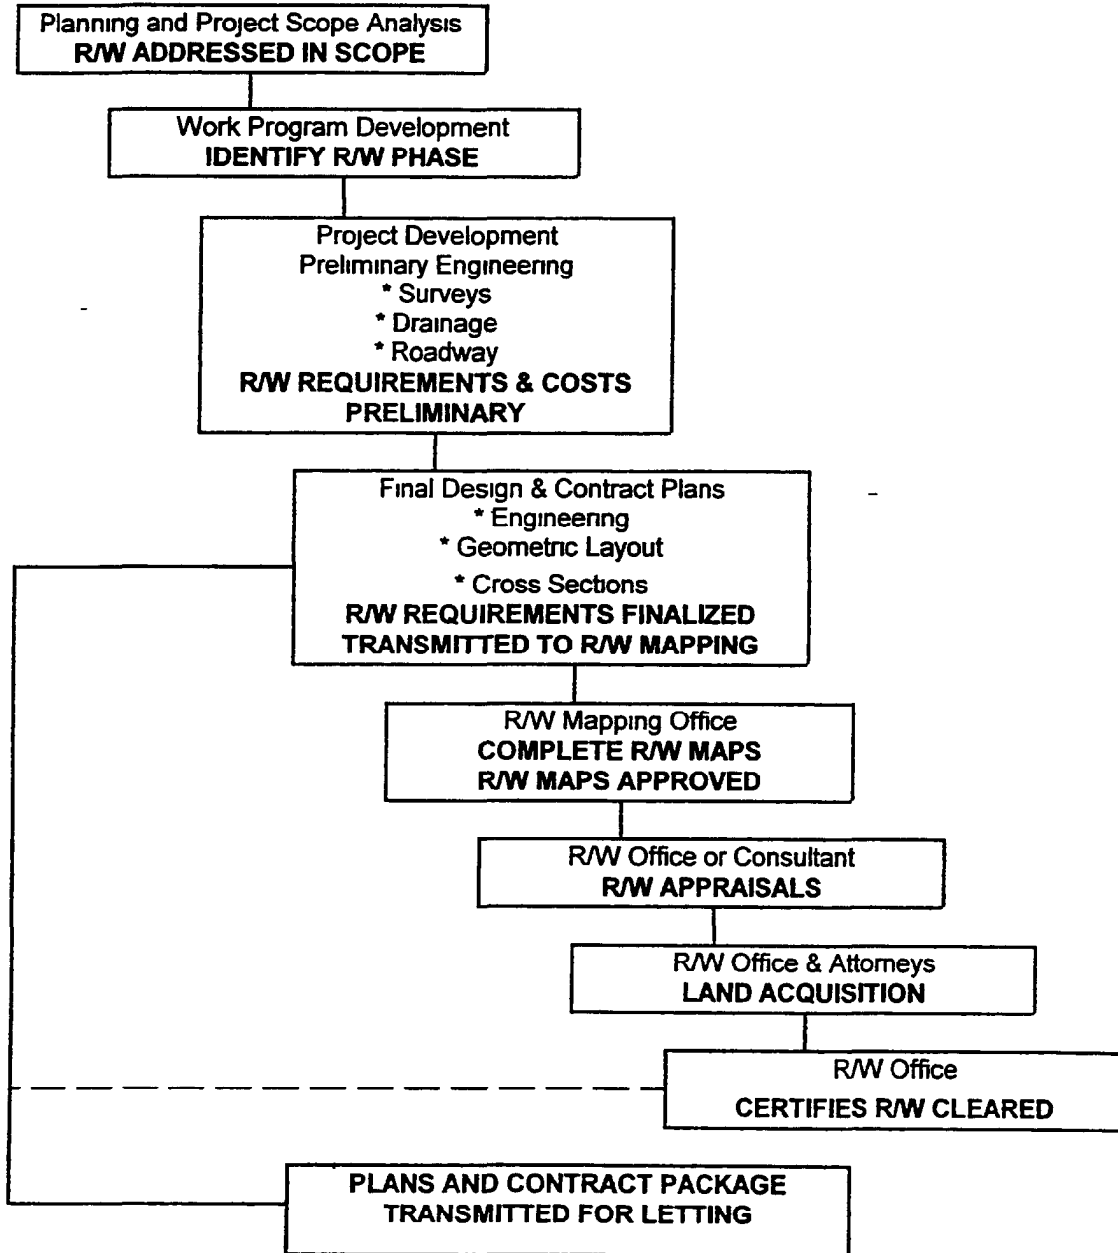 Planning and Project Scope Analysis
R/W ADDRESSED IN SCOPE
Work Program Development
IDENTIFY R/W PHASE
Project Development
Preliminary Engineering
* Surveys
* Drainage
* Roadway
R/W REQUIREMENTS & COSTS
PRELIMINARY
Final Design & Contract Plans
* Engineering
* Geometric Layout
* Cross Sections
R/W REQUIREMENTS FINALIZED
TRANSMITTED TO R/W MAPPING
R/W Mapping Office
COMPLETE R/W MAPS
R/W MAPS APPROVED
R/W Office or Consultant
R/W APPRAISALS
R/W Office & Attorneys
LAND ACQUISITION
R/W Office
CERTIFIES R/W CLEARED
PLANS AND CONTRACT PACKAGE
TRANSMITTED FOR LETTING